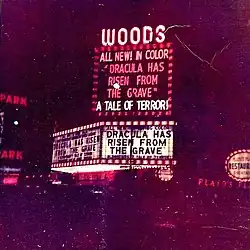 WOODS
ALL NEW! IN COLOR
"DRACULA HAS
RISEN FROM
THE GRAVE"
A TALE OF TERROR!
DRACULA HAS
RISEN FROM
THE GRAVE
PARK
PARK
RESTAURA